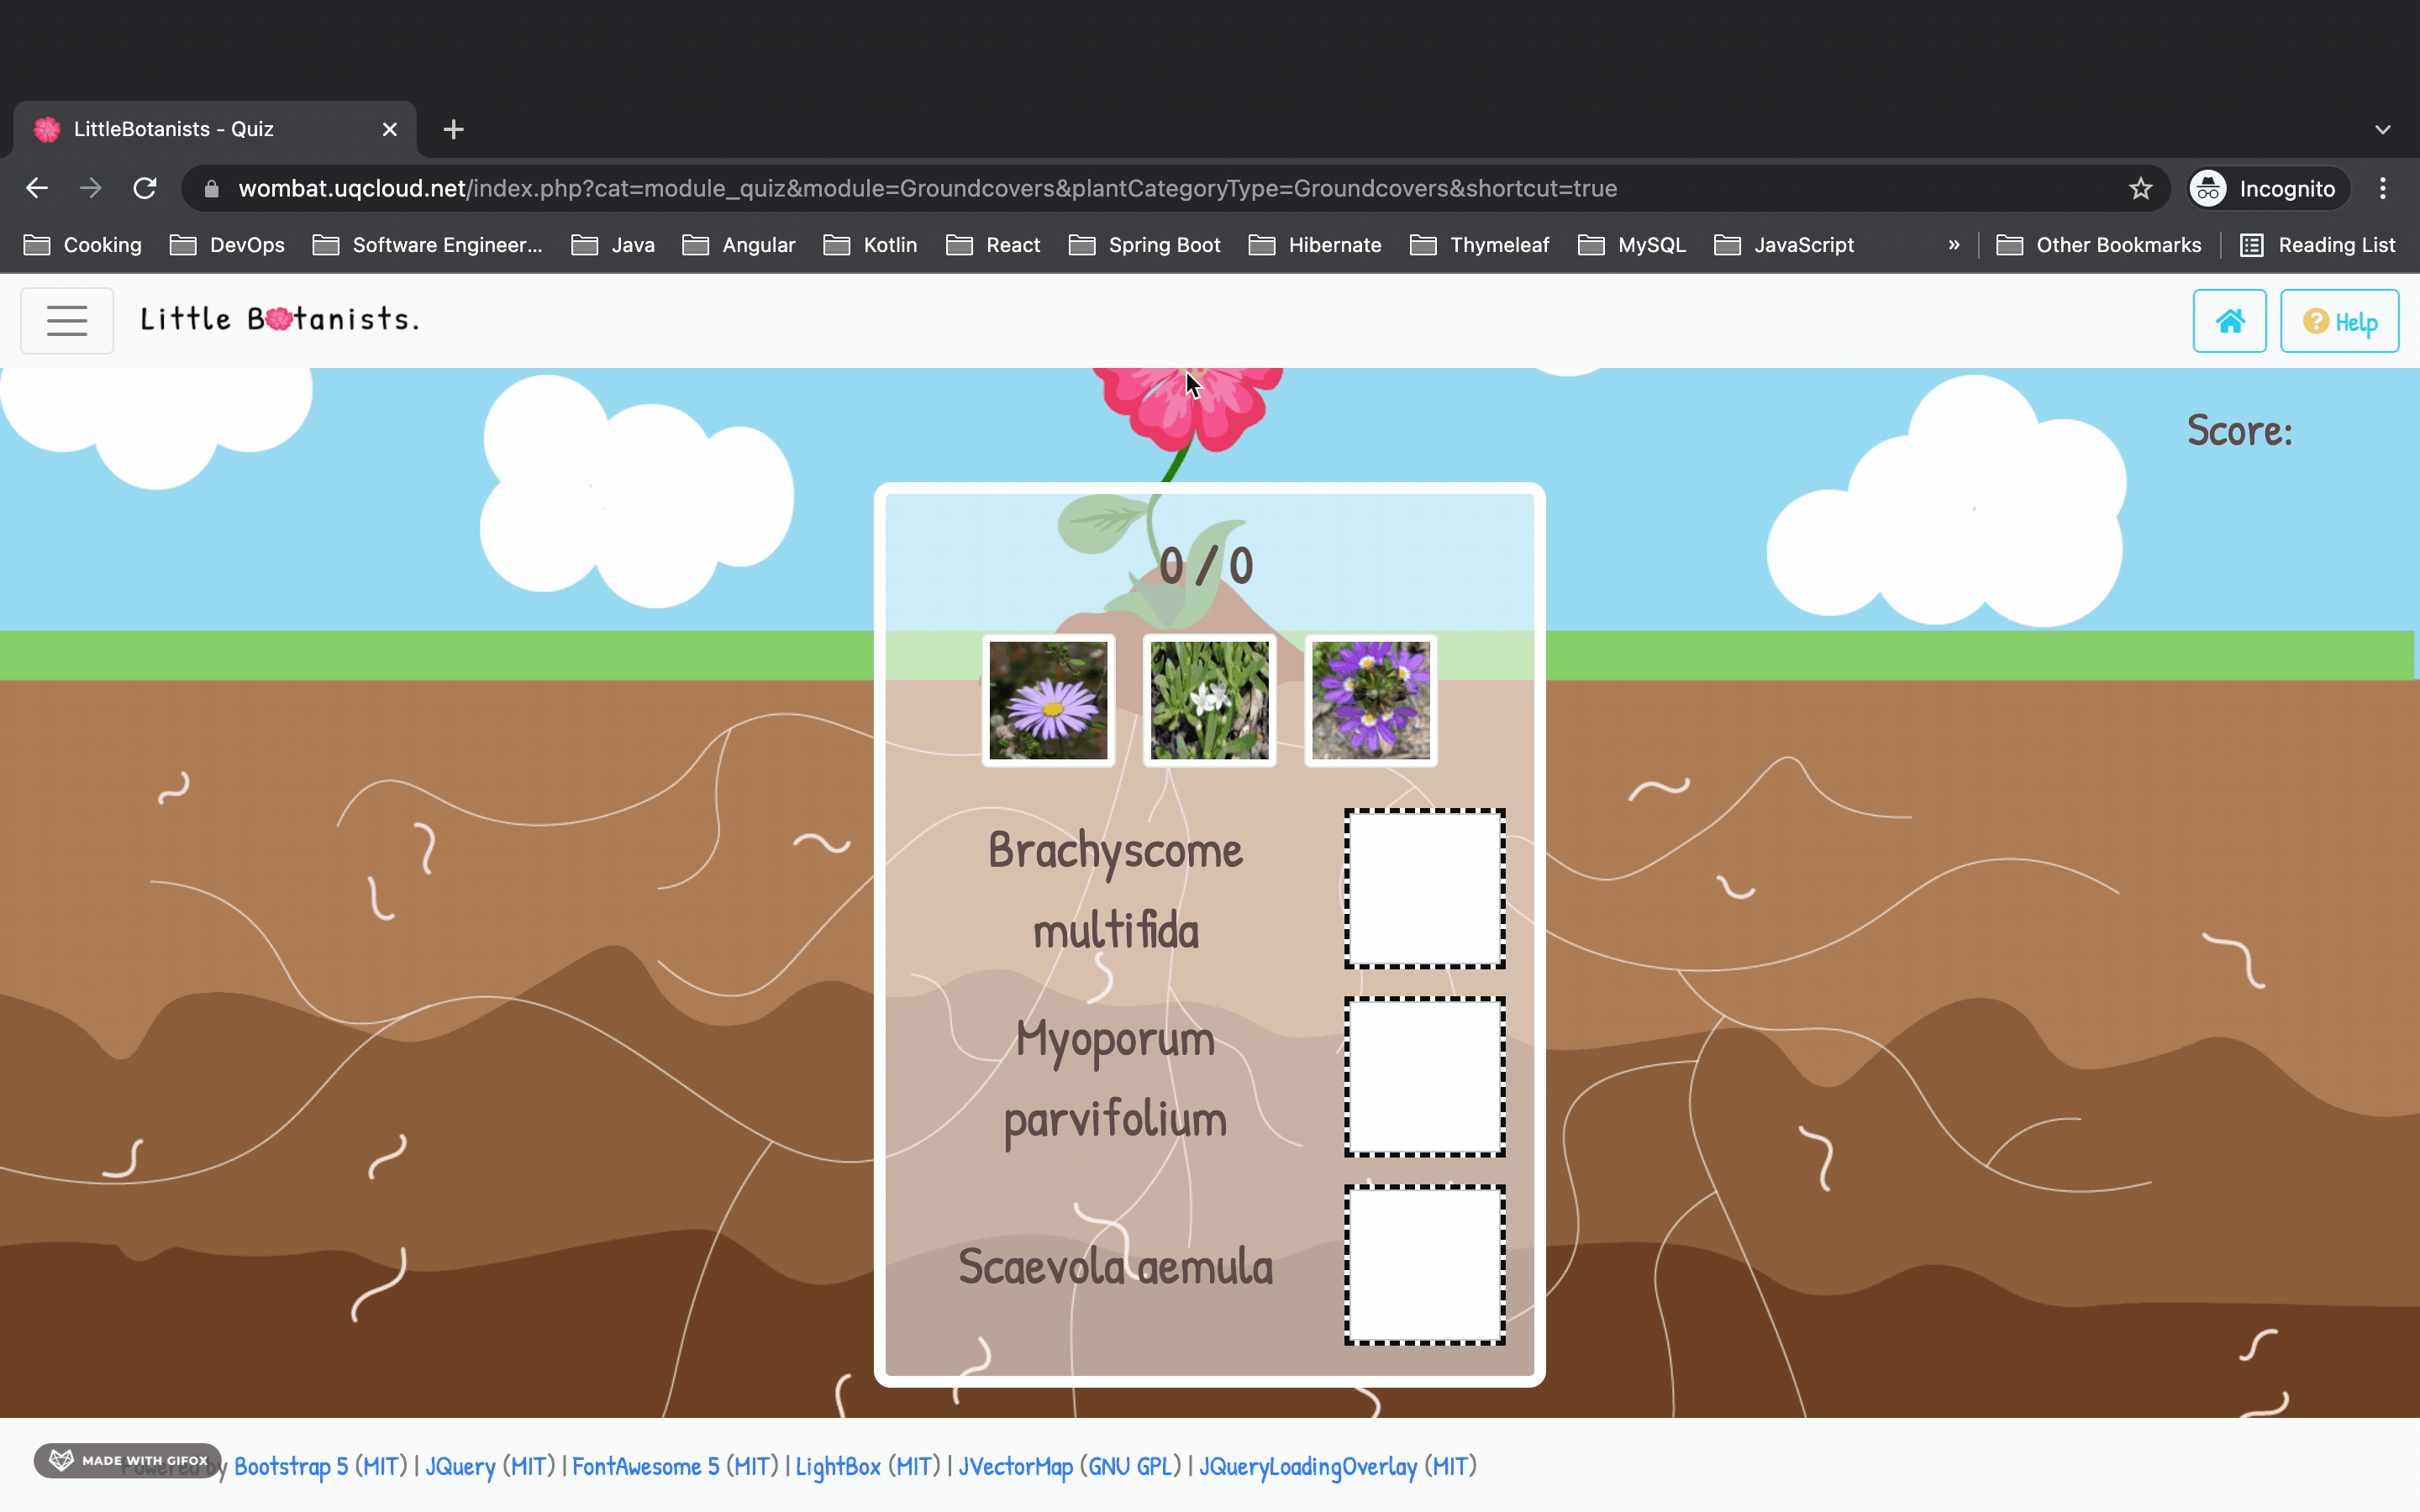 LittleBotanists - Quiz
wombat.uqcloud.net/index.php?cat=module_quiz&module=Groundcovers&plantCategoryType=Groundcovers&shortcut=true
Incognito
Cooking DevOps Software Engineer... Java Angular Kotlin React Spring Boot Hibernate Thymeleaf MySQL JavaScript » Other Bookmarks Reading List
Little Botanists.
Help
Score:
0 / 0
Brachyscome
multifida
Myoporum
parvifolium
Scaevola aemula
MADE WITH GIFOX
Powered by Bootstrap 5 (MIT) | JQuery (MIT) | FontAwesome 5 (MIT) | LightBox (MIT) | JVectorMap (GNU GPL) | JQueryLoadingOverlay (MIT)